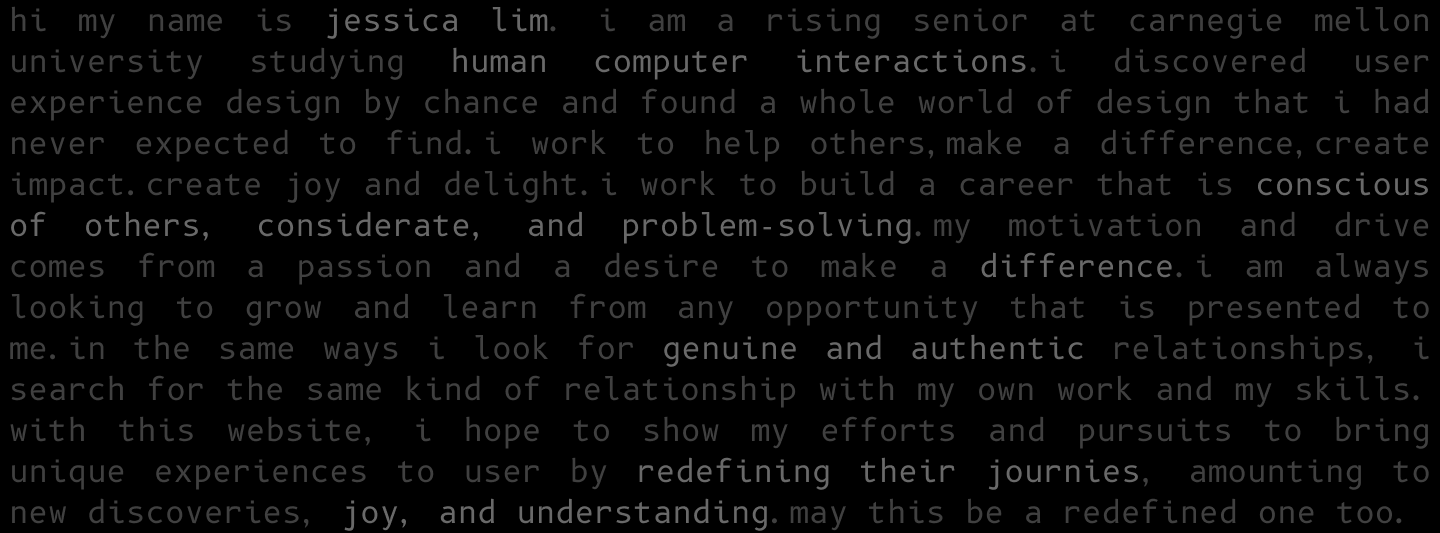 hi my name is jessica lim. i am a rising senior at carnegie mellon
university studying human computer interactions. i discovered user
experience design by chance and found a whole world of design that i had
never expected to find. i work to help others, make a difference, create
impact. create joy and delight. i work to build a career that is conscious
of others, considerate, and problem-solving. my motivation and drive
comes from a passion and a desire to make a difference. i am always
looking to grow and learn from any opportunity that is presented to
me. in the same ways i look for genuine and authentic relationships, i
search for the same kind of relationship with my own work and my skills.
with this website, i hope to show my efforts and pursuits to bring
unique experiences to user by redefining their journies, amounting to
new discoveries, joy, and understanding. may this be a redefined one too.